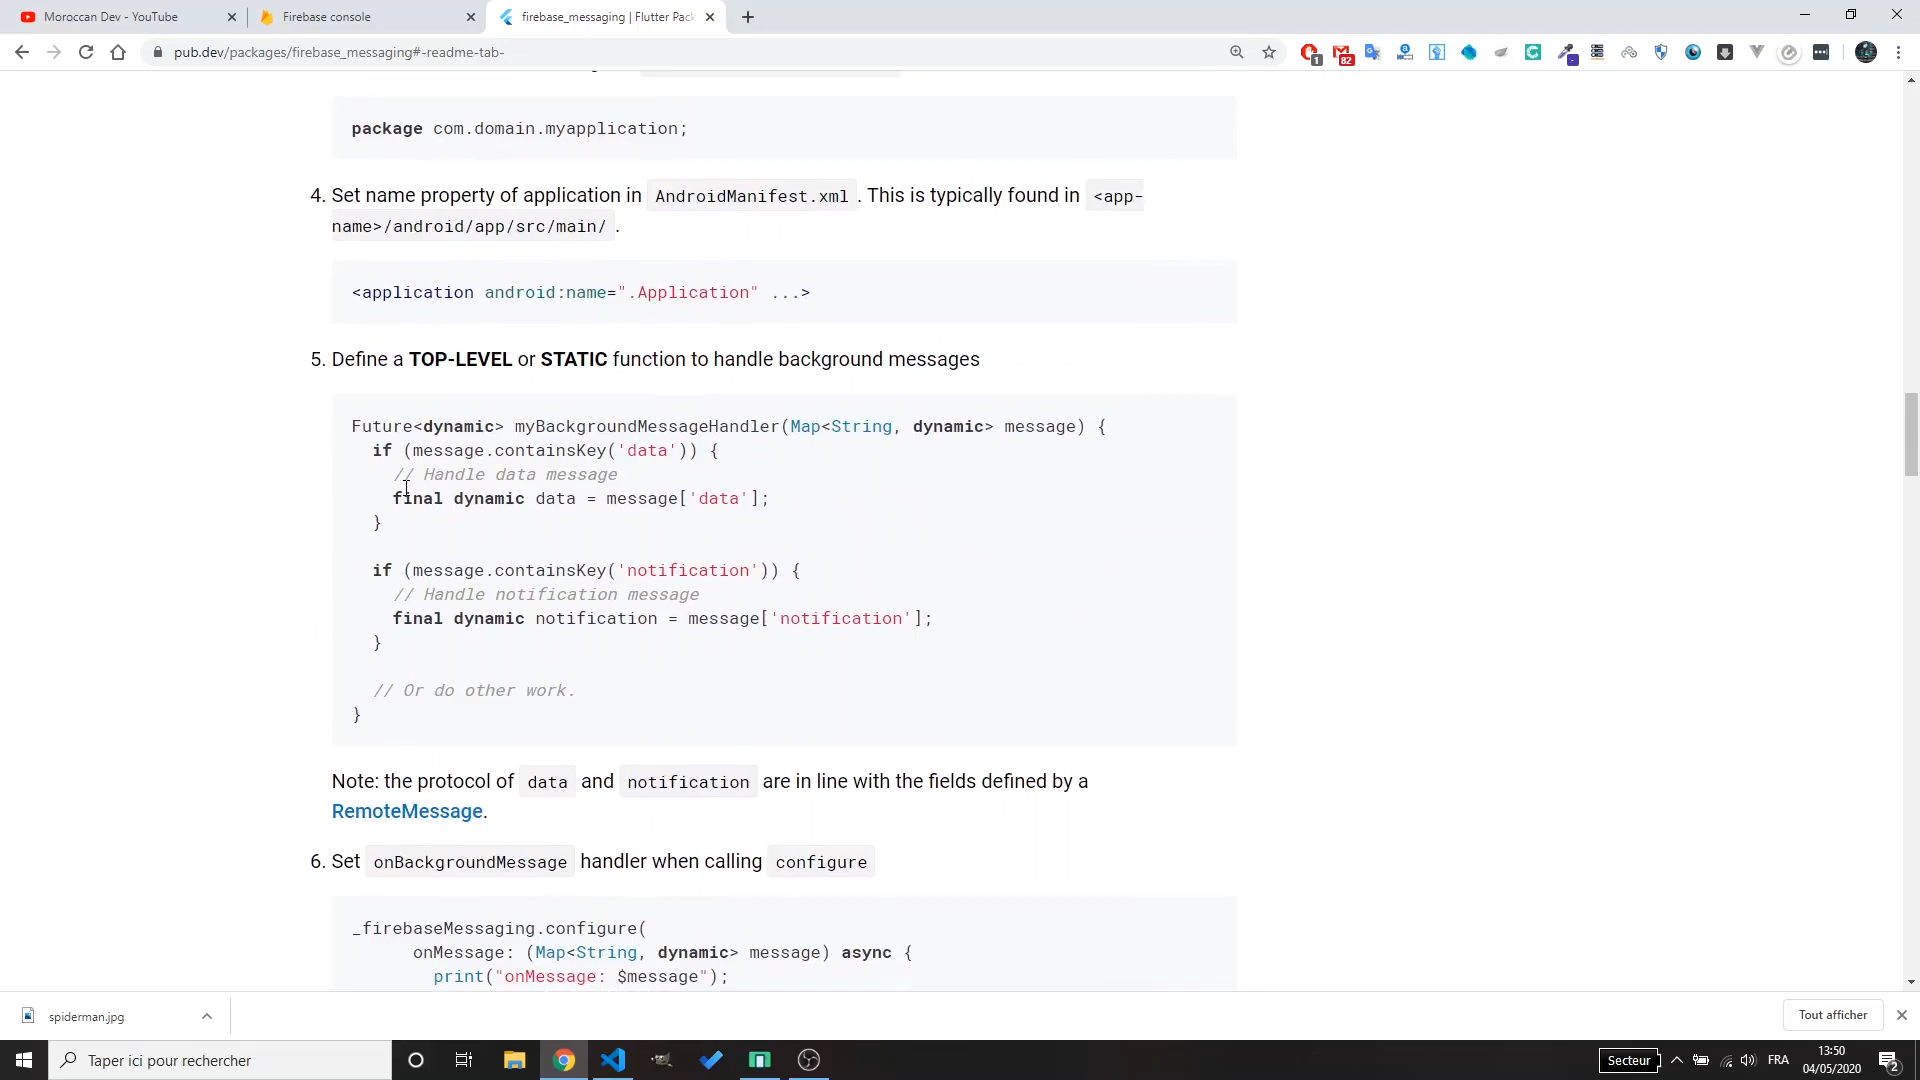 Moroccan Dev - YouTube
Firebase console
firebase_messaging | Flutter Pack
pub.dev/packages/firebase_messaging#-readme-tab-
1
82
package com.domain.myapplication;
4. Set name property of application in AndroidManifest.xml . This is typically found in <app-
name>/android/app/src/main/ .
<application android:name=".Application" ...>
5. Define a TOP-LEVEL or STATIC function to handle background messages
Future<dynamic> myBackgroundMessageHandler(Map<String, dynamic> message) {
if (message.containsKey('data')) {
// Handle data message
final dynamic data = message['data'];
}
if (message.containsKey('notification')) {
// Handle notification message
final dynamic notification = message['notification'];
}
// Or do other work.
}
Note: the protocol of data and notification are in line with the fields defined by a
RemoteMessage.
6. Set onBackgroundMessage handler when calling configure
_firebaseMessaging.configure(
onMessage: (Map<String, dynamic> message) async {
print("onMessage: $message");
spiderman.jpg
Tout afficher
Taper ici pour rechercher
Secteur
FRA
13:50
04/05/2020
2